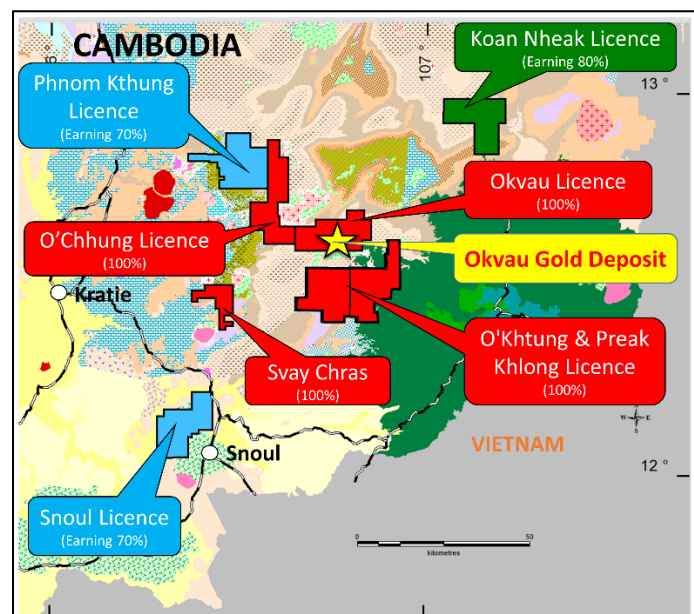 CAMBODIA
107
Koan Nheak Licence
(Earning 80%)
13 °
Phnom Kthung
Licence
(Earning 70%)
Okvau Licence
(100%)
O'Chhung Licence
(100%)
Okvau Gold Deposit
Kratie
Svay Chras
(100%)
O'Khtung & Preak
Khlong Licence
(100%)
N
W E
S
VIETNAM
Snoul
12 °
Snoul Licence
(Earning 70%)
0
50
kilometres